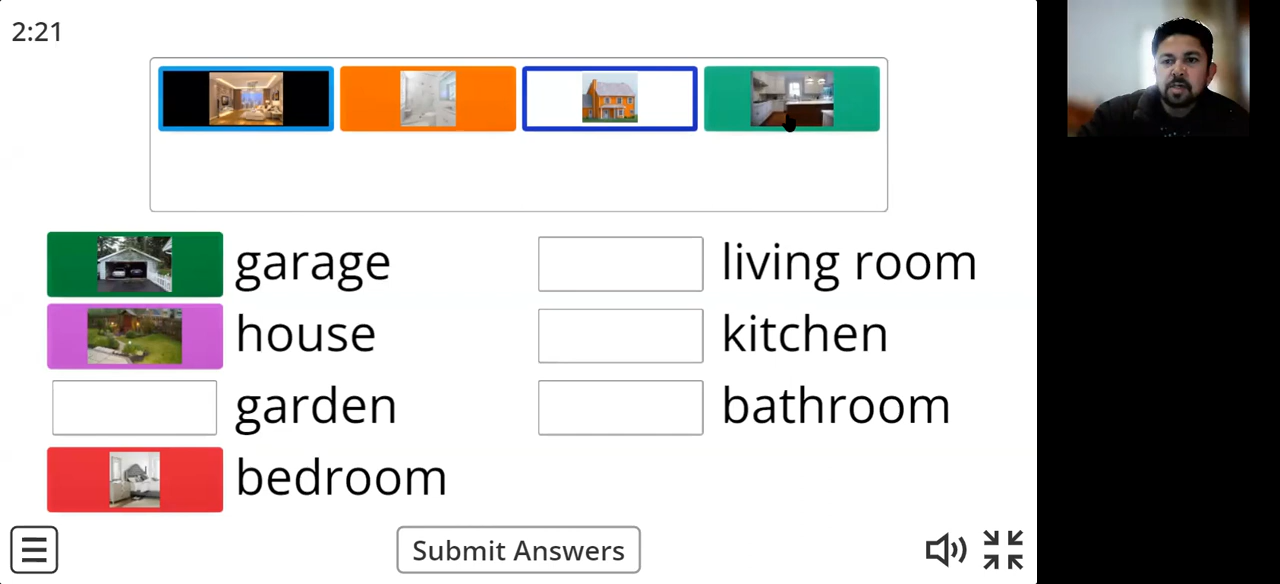 2:21
garage
living room
house
kitchen
garden
bathroom
bedroom
Submit Answers